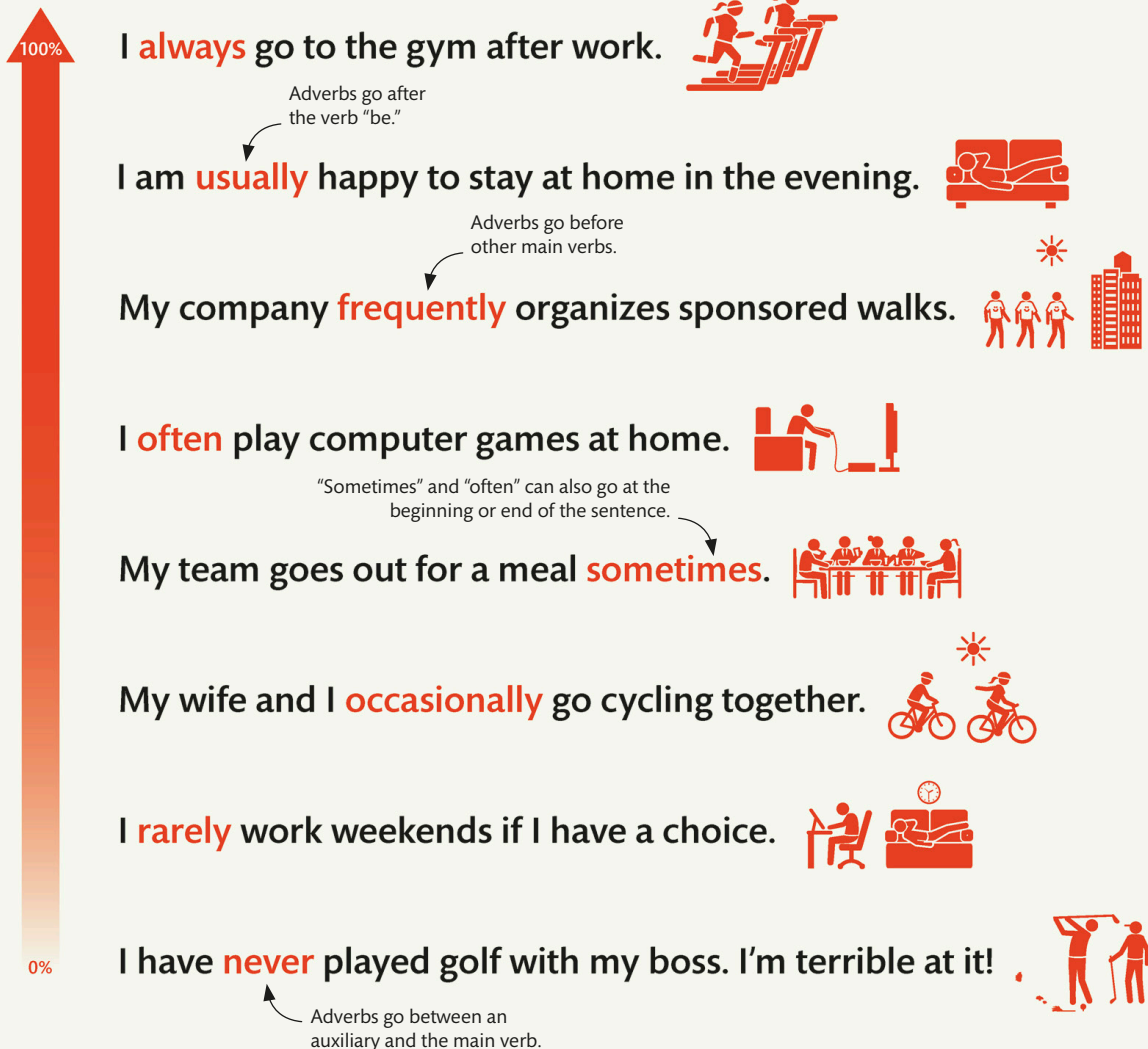 100%
I always go to the gym after work.
Adverbs go after
the verb “be.”
I am usually happy to stay at home in the evening.
Adverbs go before
other main verbs.
My company frequently organizes sponsored walks.
I often play computer games at home.
“Sometimes” and “often” can also go at the
beginning or end of the sentence.
My team goes out for a meal sometimes.
My wife and I occasionally go cycling together.
I rarely work weekends if I have a choice.
0%
I have never played golf with my boss. I'm terrible at it!
Adverbs go between an
auxiliary and the main verb.